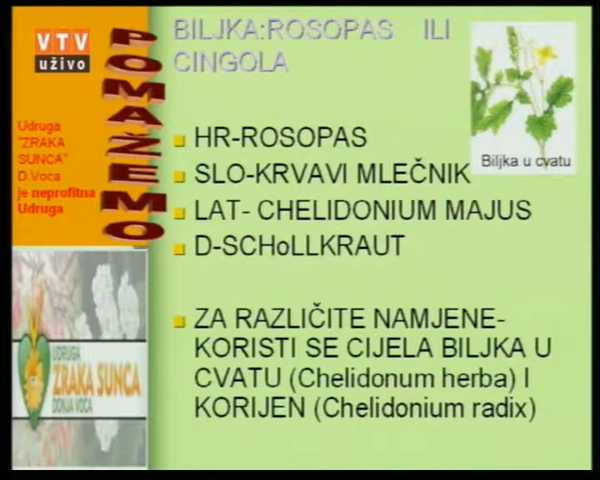 VTV
uživo
POMAŽEMO
Udruga
"ZRAKA
SUNCA"
D.Voća
je neprofitna
Udruga
UDRUGA
ZRAKA SUNCA
DONJA VOĆA
BILJKA:ROSOPAS ILI
CINGOLA
Biljka u cvatu
HR-ROSOPAS
SLO-KRVAVI MLEČNIK
LAT- CHELIDONIUM MAJUS
D-SCHoLLKRAUT
ZA RAZLIČITE NAMJENE-
KORISTI SE CIJELA BILJKA U
CVATU (Chelidonum herba) I
KORIJEN (Chelidonium radix)